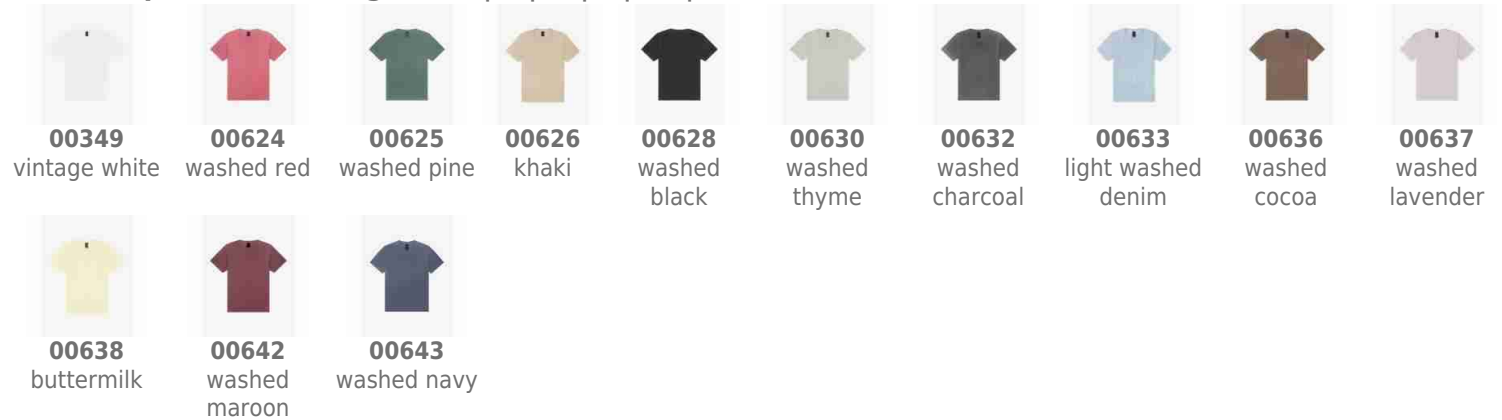 00349
vintage white
00624
washed red
00625
washed pine
00626
khaki
00628
washed
black
00630
washed
thyme
00632
washed
charcoal
00633
light washed
denim
00636
washed
cocoa
00637
washed
lavender
00638
buttermilk
00642
washed
maroon
00643
washed navy